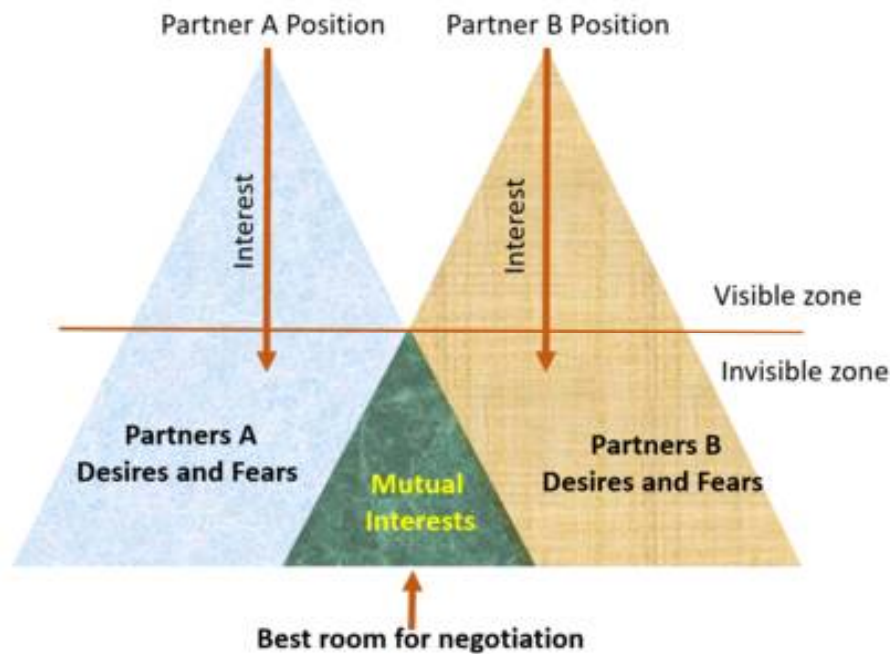 Partner A Position
Partner B Position
Interest
Interest
Visible zone
Invisible zone
Partners A
Desires and Fears
Mutual
Interests
Partners B
Desires and Fears
Best room for negotiation